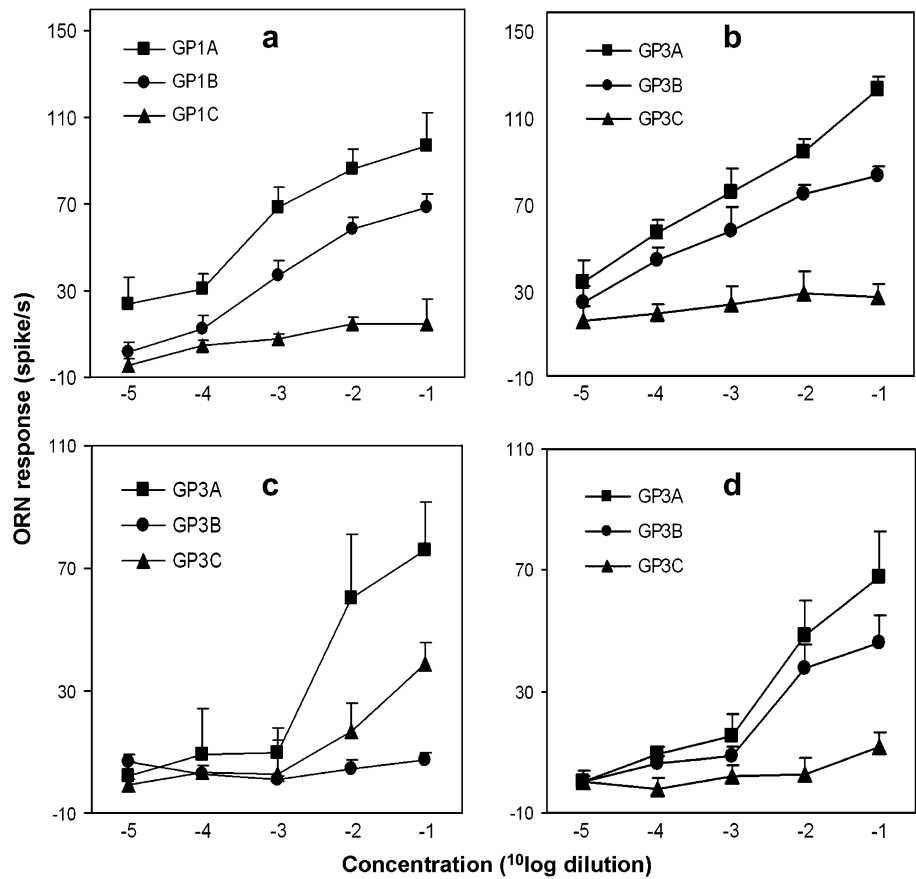 a
150
110
70
30
-10
GP1A
GP1B
GP1C
-5 -4 -3 -2 -1
b
150
110
70
30
-10
GP3A
GP3B
GP3C
-5 -4 -3 -2 -1
ORN response (spike/s)
c
110
70
30
-10
GP3A
GP3B
GP3C
-5 -4 -3 -2 -1
d
110
70
30
-10
GP3A
GP3B
GP3C
-5 -4 -3 -2 -1
Concentration (¹⁰log dilution)